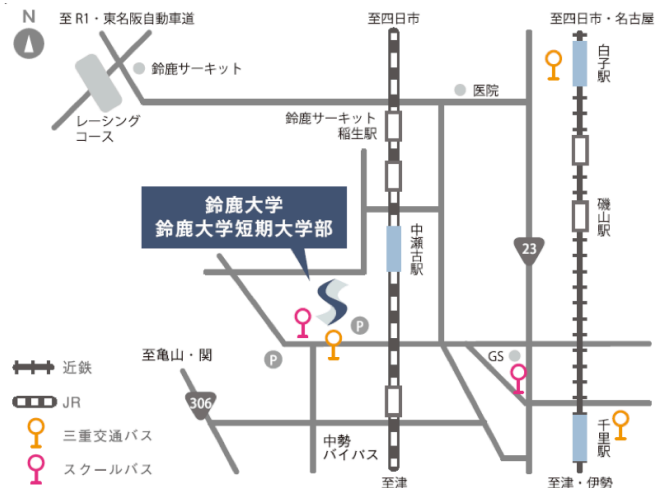 N
至 R1・東名阪自動車道
至四日市
至四日市・名古屋
鈴鹿サーキット
白子駅
医院
レーシング
コース
鈴鹿サーキット
稲生駅
鈴鹿大学
鈴鹿大学短期大学部
中瀬古駅
磯山駅
23
P
P
GS
至亀山・関
306
近鉄
JR
三重交通バス
スクールバス
中勢
バイパス
千里駅
至津
至津・伊勢